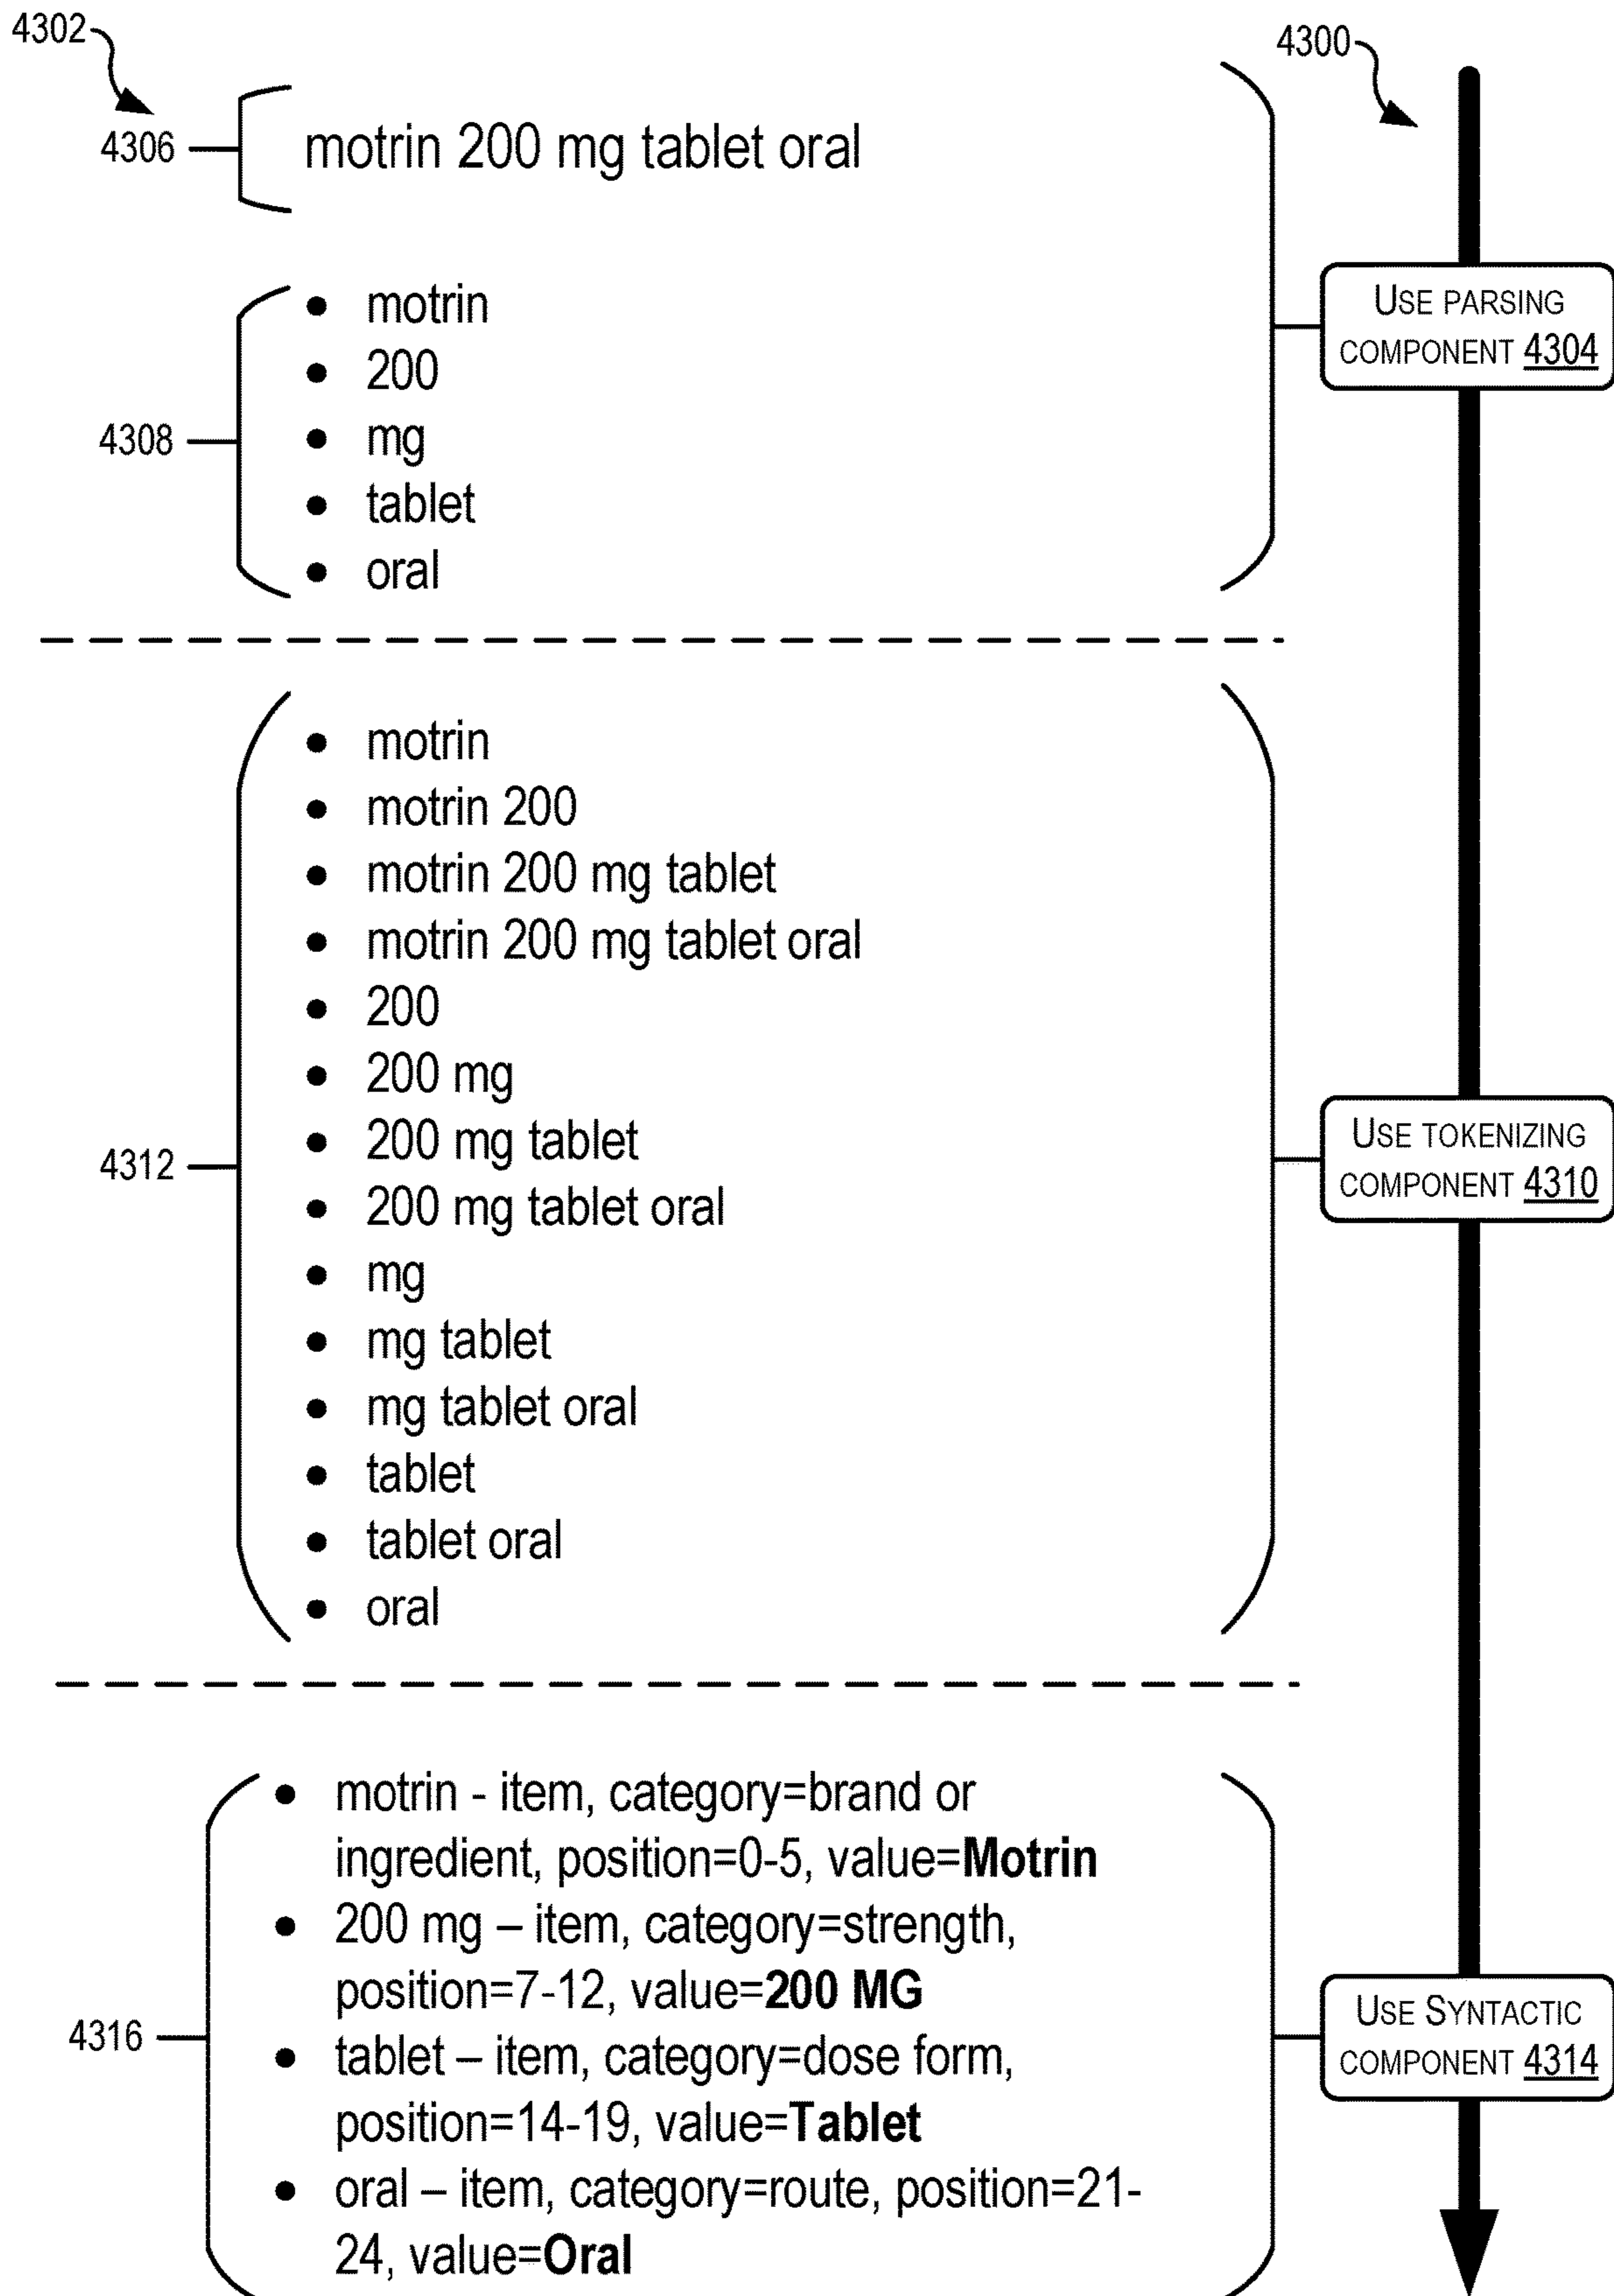 4302
4300
4306
motrin 200 mg tablet oral
• motrin
• 200
USE PARSING
COMPONENT 4304
4308
• mg
• tablet
• oral
• motrin
• motrin 200
• motrin 200 mg tablet
• motrin 200 mg tablet oral
• 200
• 200 mg
4312
• 200 mg tablet
• 200 mg tablet oral
USE TOKENIZING
COMPONENT 4310
• mg
• mg tablet
• mg tablet oral
• tablet
• tablet oral
• oral
• motrin - item, category=brand or
ingredient, position=0-5, value=Motrin
• 200 mg – item, category=strength,
position=7-12, value=200 MG
4316
• tablet – item, category=dose form,
position=14-19, value=Tablet
• oral – item, category=route, position=21-
24, value=Oral
USE SYNTACTIC
COMPONENT 4314